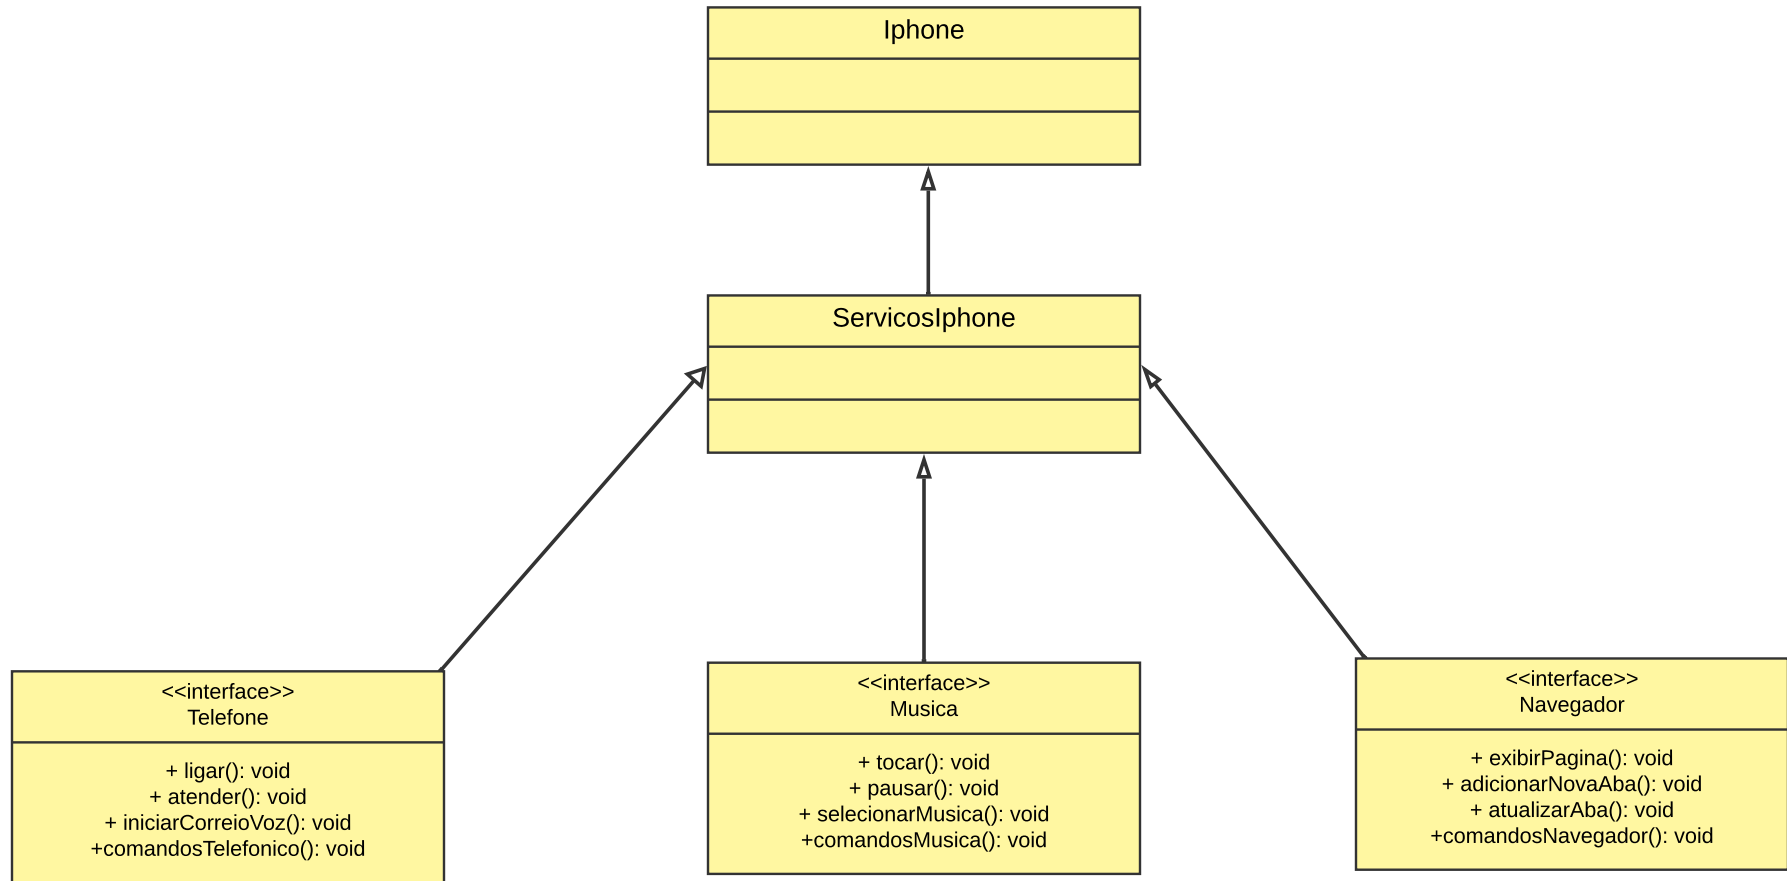 Iphone
ServicosIphone
<<interface>>
Telefone
+ ligar(): void
+ atender(): void
+ iniciarCorreioVoz(): void
+comandosTelefonico(): void
<<interface>>
Musica
+ tocar(): void
+ pausar(): void
+ selecionarMusica(): void
+comandosMusica(): void
<<interface>>
Navegador
+ exibirPagina(): void
+ adicionarNovaAba(): void
+ atualizarAba(): void
+comandosNavegador(): void